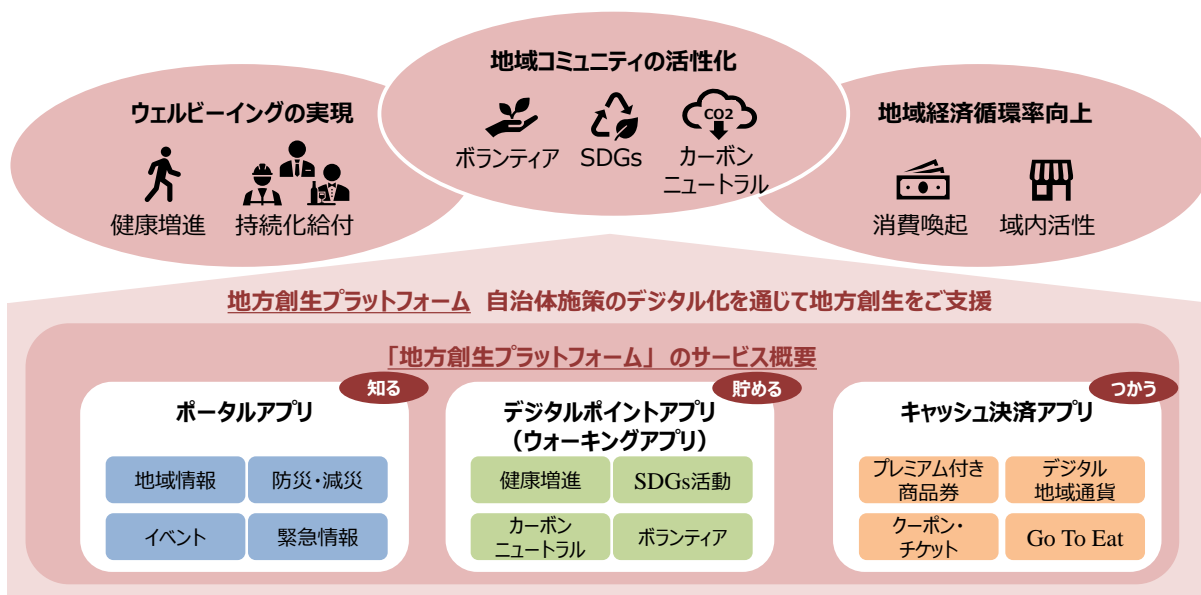 地域コミュニティの活性化
ボランティア
SDGs
CO2
カーボン
ニュートラル
ウェルビーイングの実現
健康増進
持続化給付
地域経済循環率向上
消費喚起
域内活性
地方創生プラットフォーム 自治体施策のデジタル化を通じて地方創生をご支援
「地方創生プラットフォーム」のサービス概要
知る
ポータルアプリ
地域情報
防災・減災
イベント
緊急情報
貯める
デジタルポイントアプリ
（ウォーキングアプリ）
健康増進
SDGs活動
カーボン
ニュートラル
ボランティア
つかう
キャッシュ決済アプリ
プレミアム付き
商品券
デジタル
地域通貨
クーポン・
チケット
Go To Eat